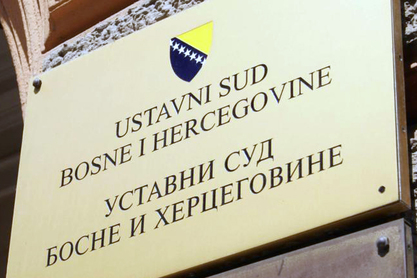 USTAVNI SUD
BOSNE I HERCEGOVINE
УСТАВНИ СУД
БОСНЕ И ХЕРЦЕГОВИНЕ